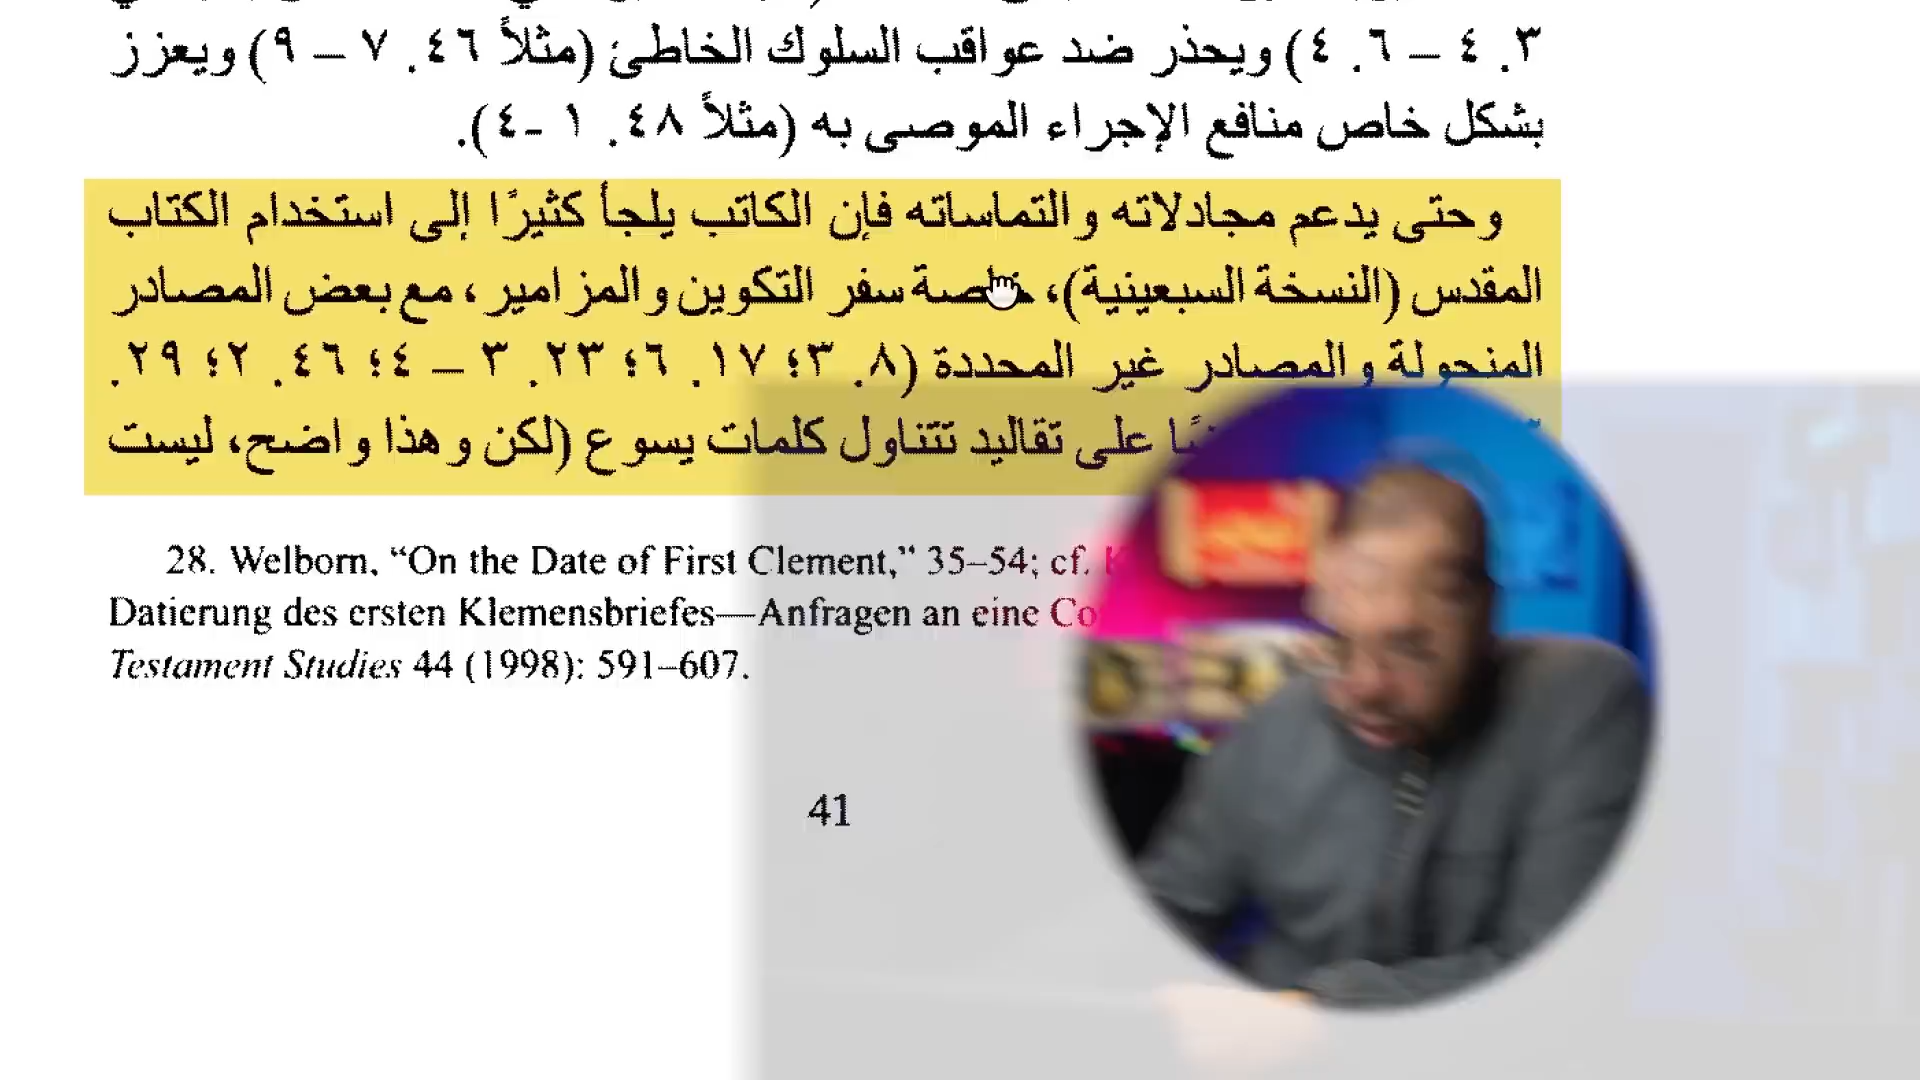 ٣. ٤ – ٦. ٤) ويحذر ضد عواقب السلوك الخاطئ (مثلاً ٤٦. ٧ – ٩) ويعزز
بشكل خاص منافع الإجراء الموصى به (مثلاً ٤٨. ١ -٤).
وحتى يدعم مجادلاته والتماساته فإن الكاتب يلجأ كثيرًا إلى استخدام الكتاب
المقدس (النسخة السبعينية)، خاصة سفر التكوين والمزامير، مع بعض المصادر
المنحولة والمصادر غير المحددة (٨. ٣؛ ١٧. ٦؛ ٢٣. ٣ – ٤؛ ٤٦. ٢؛ ٢٩.
على تقاليد تتناول كلمات يسوع (لكن وهذا واضح، ليست
28. Welborn, “On the Date of First Clement,” 35–54; cf.
Datierung des ersten Klemensbriefes—Anfragen an eine Co
Testament Studies 44 (1998): 591–607.
41